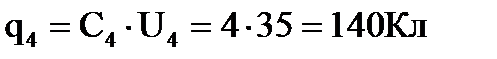 q₄ = C₄ · U₄ = 4 · 35 = 140Кл